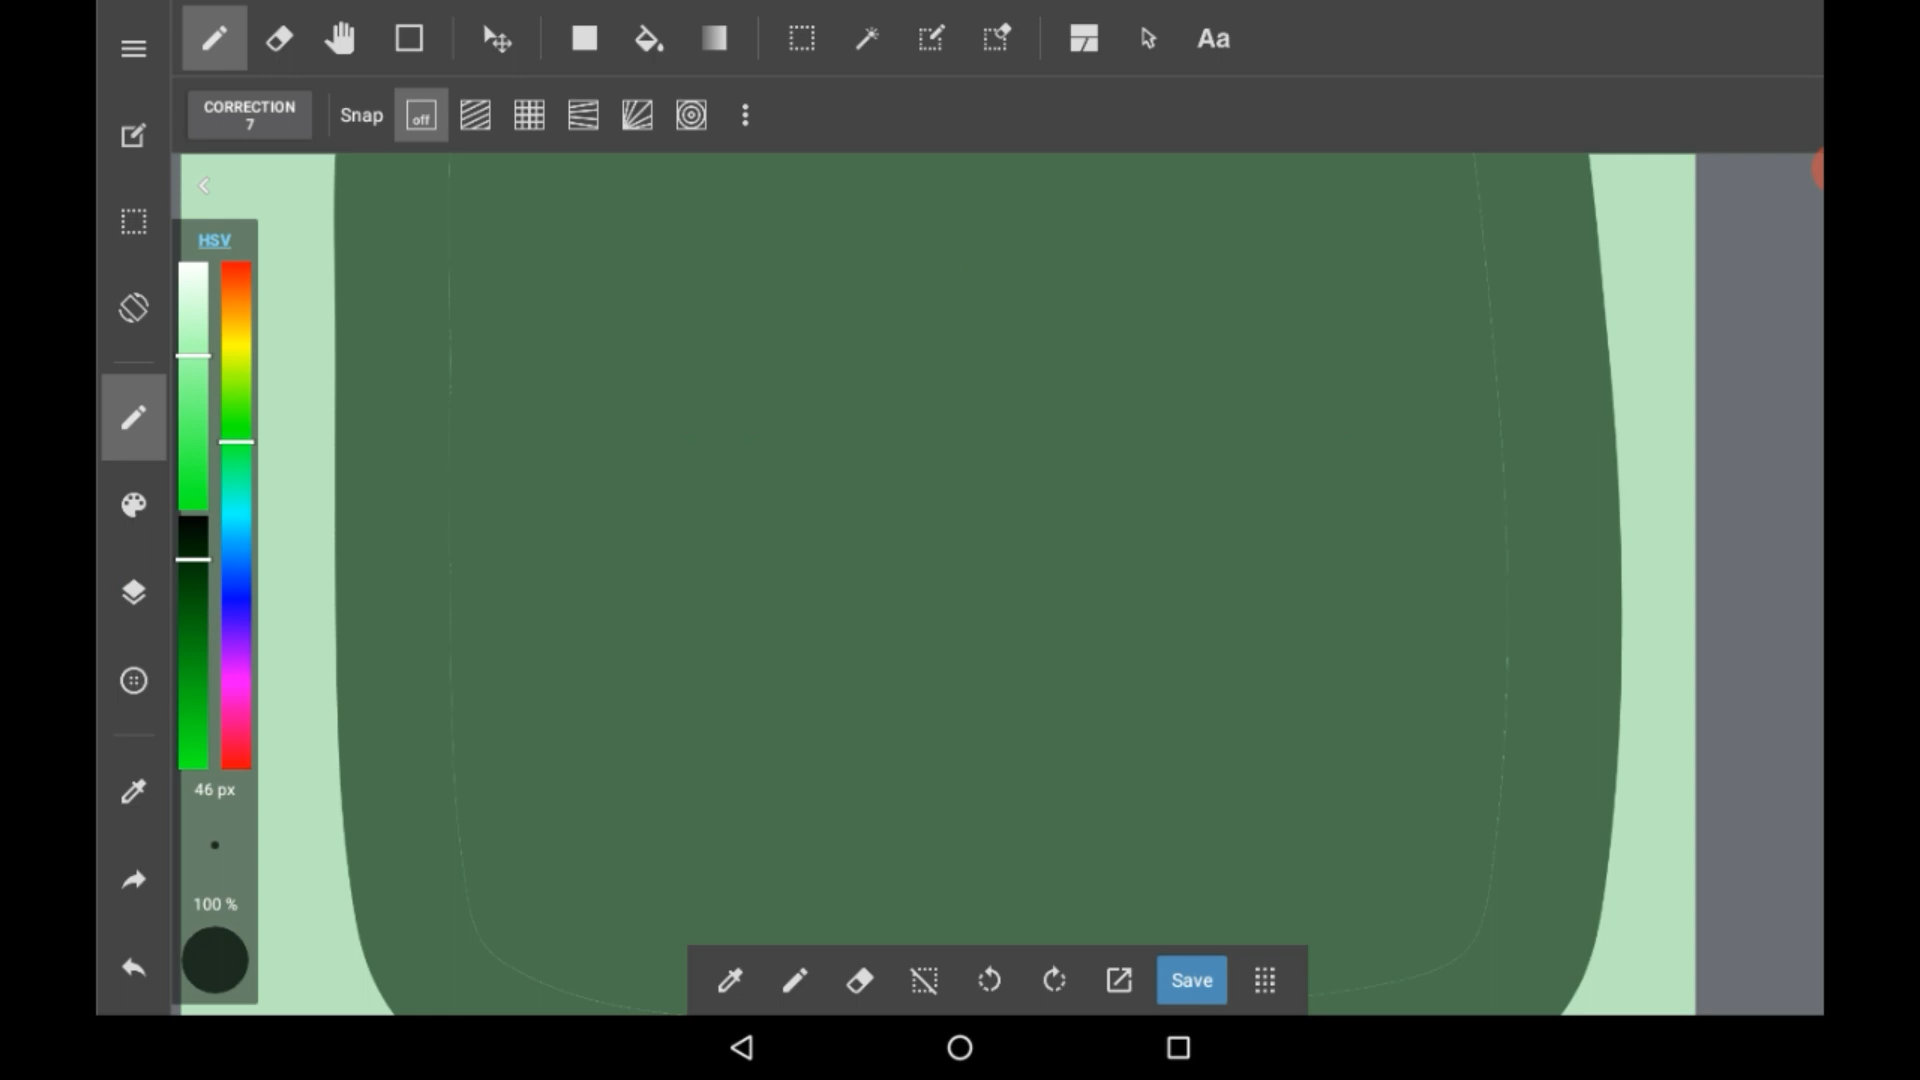 Aa
CORRECTION
7
Snap
off
HSV
46 px
100 %
Save